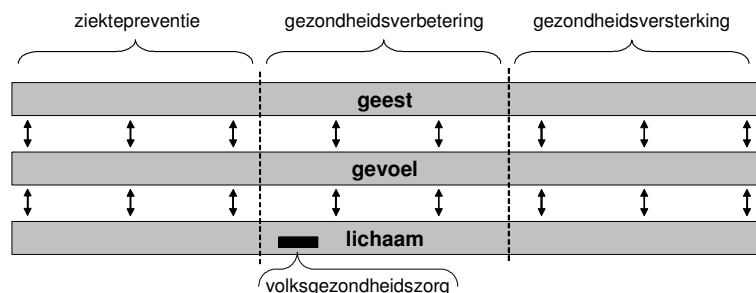 ziektepreventie gezondheidsverbetering gezondheidsversterking
geest
gevoel
lichaam
volksgezondheidszorg